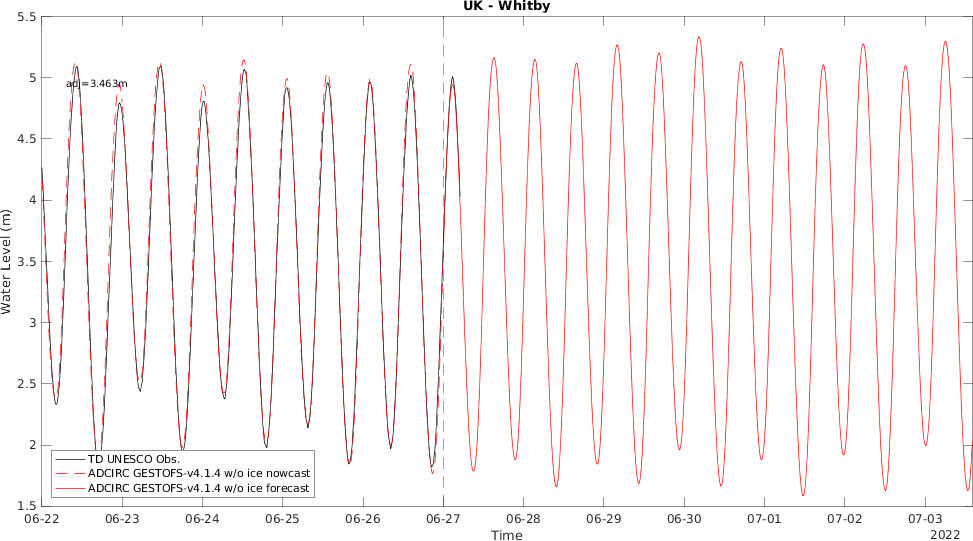 UK - Whitby
5.5
5
4.5
4
3.5
3
2.5
2
1.5
Water Level (m)
adj=3.463m
TD UNESCO Obs.
ADCIRC GESTOFS-v4.1.4 w/o ice nowcast
ADCIRC GESTOFS-v4.1.4 w/o ice forecast
06-22 06-23 06-24 06-25 06-26 06-27 06-28 06-29 06-30 07-01 07-02 07-03
Time
2022